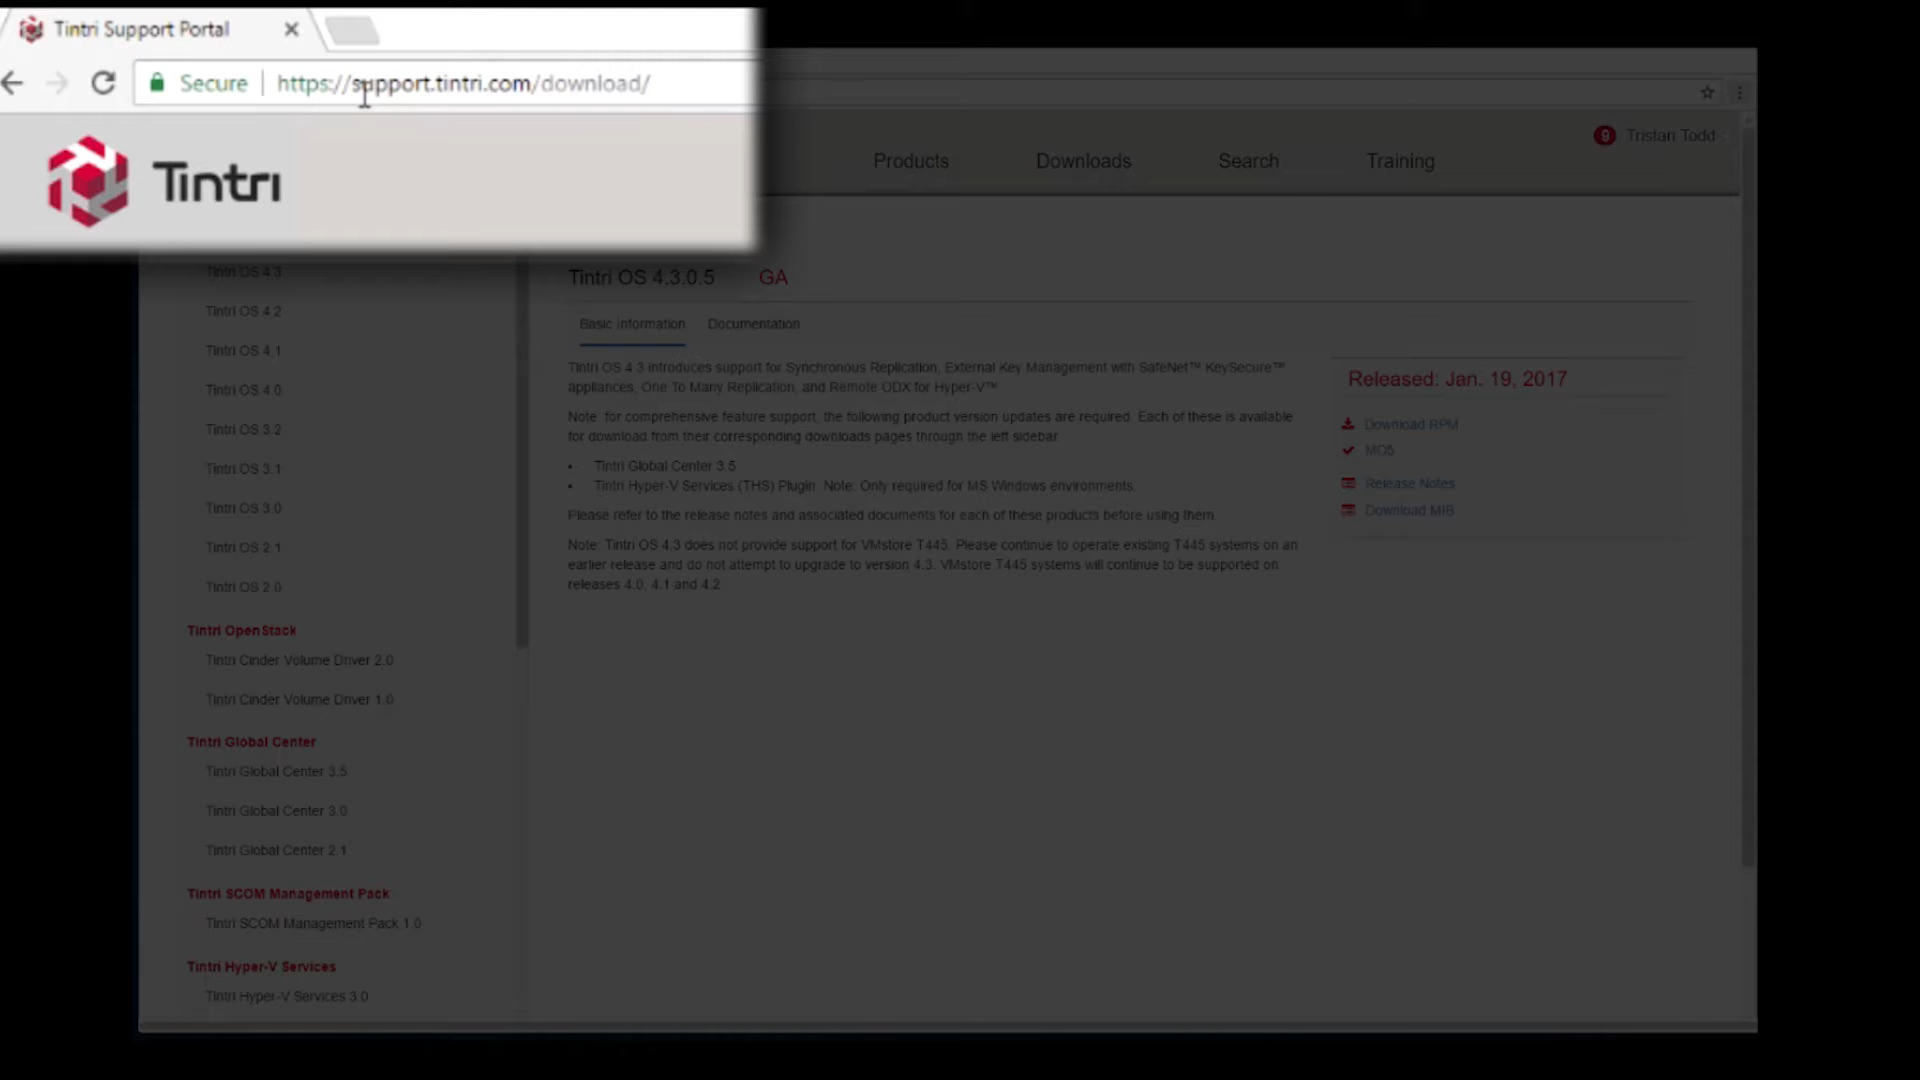 Tintri Support Portal
Secure https://support.tintri.com/download/
Tintri
9 Tristan Todd
Products Downloads Search Training
Tintri OS 4.3
Tintri OS 4.2
Tintri OS 4.1
Tintri OS 4.0
Tintri OS 3.2
Tintri OS 3.1
Tintri OS 3.0
Tintri OS 2.1
Tintri OS 2.0
Tintri OpenStack
Tintri Cinder Volume Driver 2.0
Tintri Cinder Volume Driver 1.0
Tintri Global Center
Tintri Global Center 3.5
Tintri Global Center 3.0
Tintri Global Center 2.1
Tintri SCOM Management Pack
Tintri SCOM Management Pack 1.0
Tintri Hyper-V Services
Tintri Hyper-V Services 3.0
Tintri OS 4.3.0.5 GA
Basic Information Documentation
Tintri OS 4.3 introduces support for Synchronous Replication, External Key Management with SafeNet™ KeySecure™
appliances, One To Many Replication, and Remote ODX for Hyper-V™
Note: for comprehensive feature support, the following product version updates are required. Each of these is available
for download from their corresponding downloads pages through the left sidebar.
• Tintri Global Center 3.5
• Tintri Hyper-V Services (THS) Plugin. Note: Only required for MS Windows environments.
Please refer to the release notes and associated documents for each of these products before using them.
Note: Tintri OS 4.3 does not provide support for VMstore T445. Please continue to operate existing T445 systems on an
earlier release and do not attempt to upgrade to version 4.3. VMstore T445 systems will continue to be supported on
releases 4.0, 4.1 and 4.2
Released: Jan. 19, 2017
Download RPM
MD5
Release Notes
Download MIB